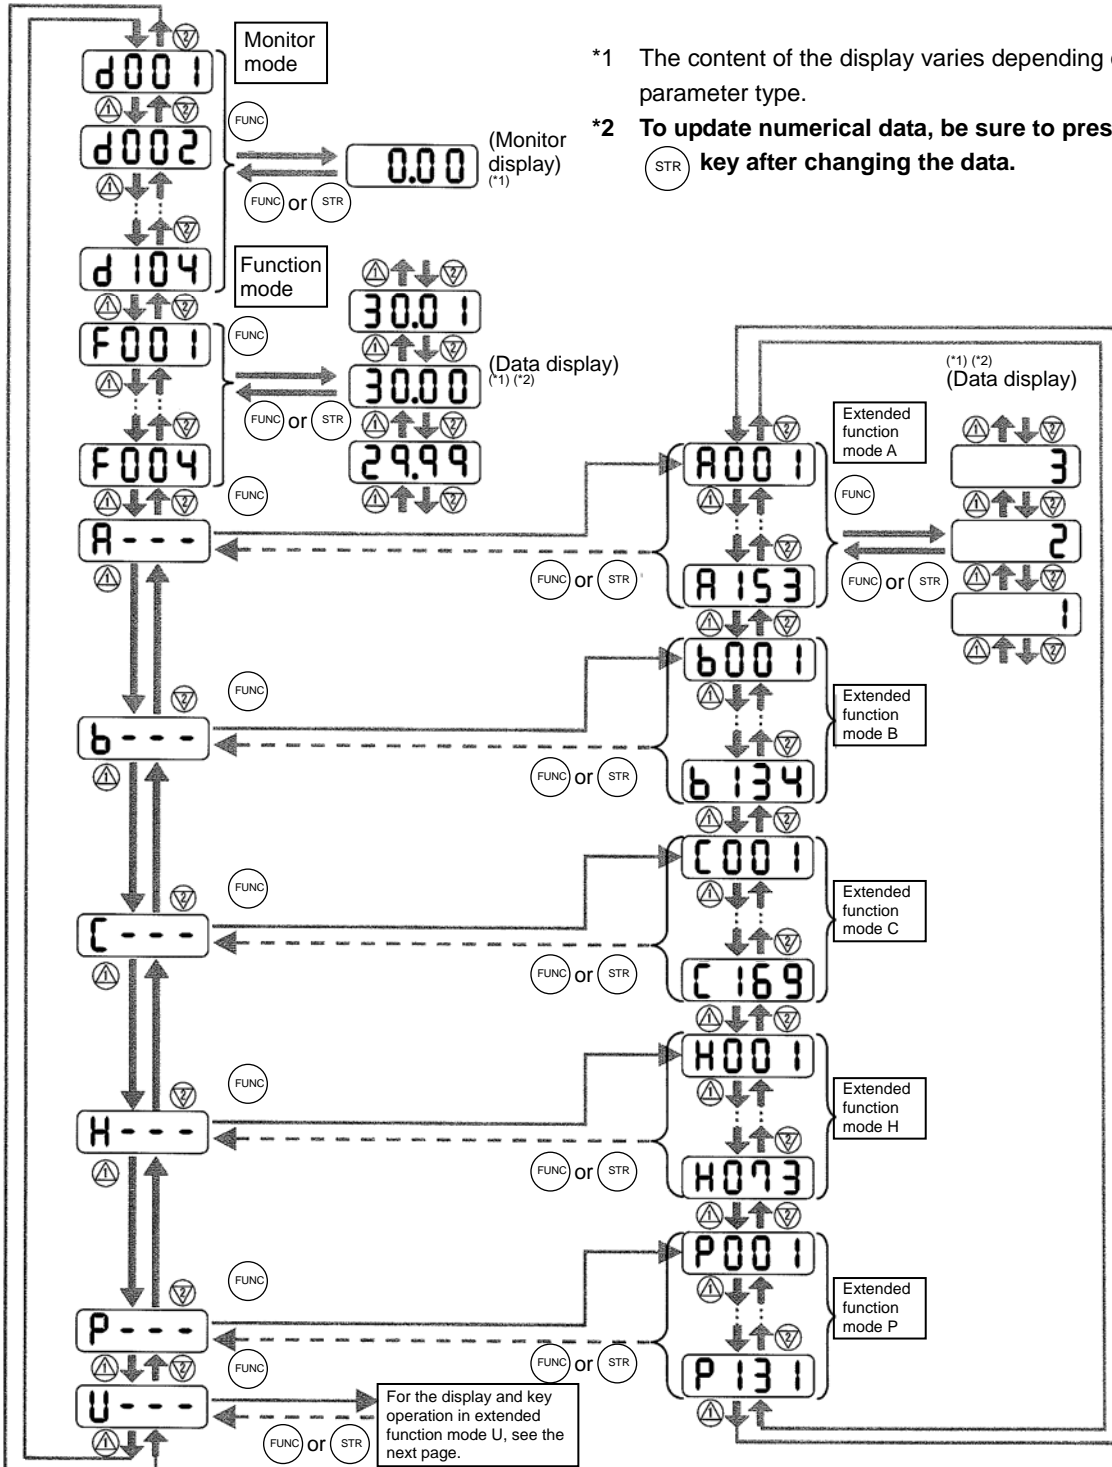 Monitor
mode
*1 The content of the display varies depending
parameter type.
*2 To update numerical data, be sure to pres
STR key after changing the data.
d001
FUNC
d002
0.00
(Monitor
display)
(*1)
FUNC or STR
d104
Function
mode
30.01
F001
FUNC
30.00
(Data display)
(*1) (*2)
FUNC or STR
29.99
F004
FUNC
A---
FUNC or STR
(*1) (*2)
(Data display)
A001
Extended
function
mode A
FUNC
3
2
FUNC or STR
1
A153
b001
FUNC
b---
FUNC or STR
Extended
function
mode B
b134
C001
FUNC
C---
FUNC or STR
Extended
function
mode C
C169
H001
FUNC
H---
FUNC or STR
Extended
function
mode H
H073
P001
FUNC
P---
FUNC or STR
Extended
function
mode P
P131
FUNC
U---
FUNC or STR
For the display and key
operation in extended
function mode U, see the
next page.